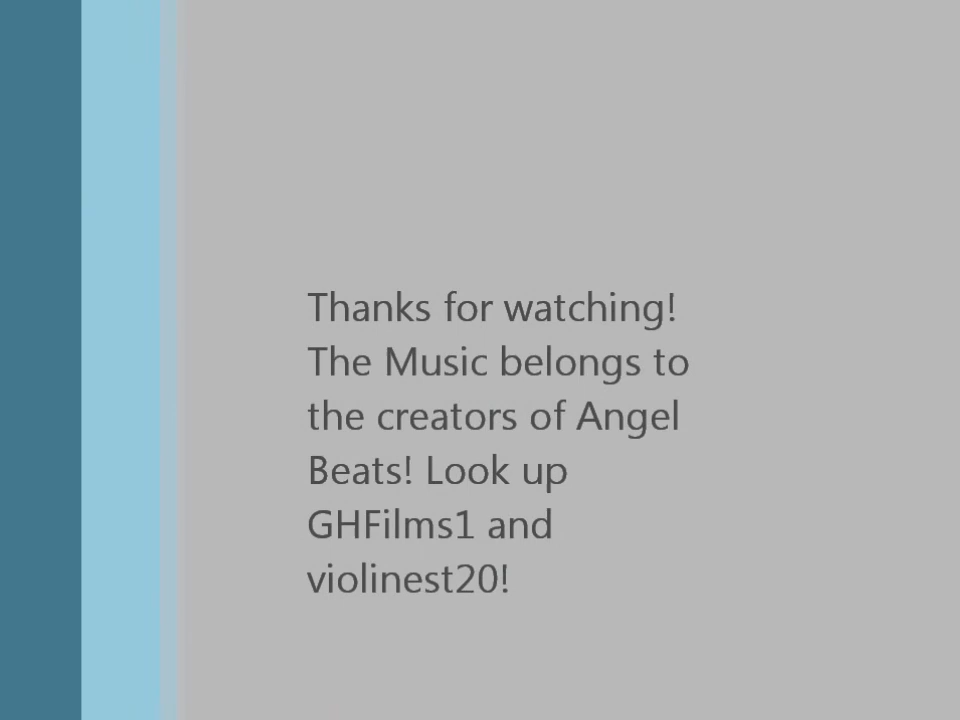 Thanks for watching!
The Music belongs to
the creators of Angel
Beats! Look up
GHFilms1 and
violinest20!